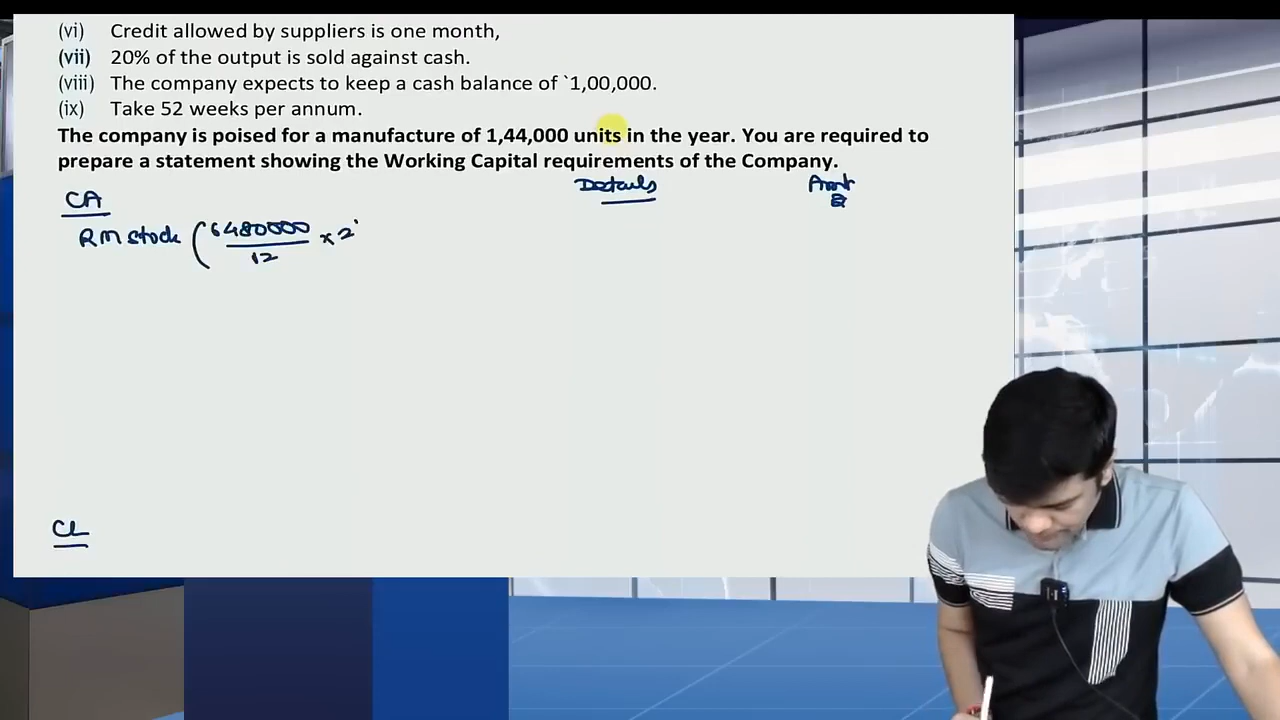 (vi) Credit allowed by suppliers is one month,
(vii) 20% of the output is sold against cash.
(viii) The company expects to keep a cash balance of `1,00,000.
(ix) Take 52 weeks per annum.
The company is poised for a manufacture of 1,44,000 units in the year. You are required to
prepare a statement showing the Working Capital requirements of the Company.
CA Details Amt
RM stock (6480000/12 x 2
CL